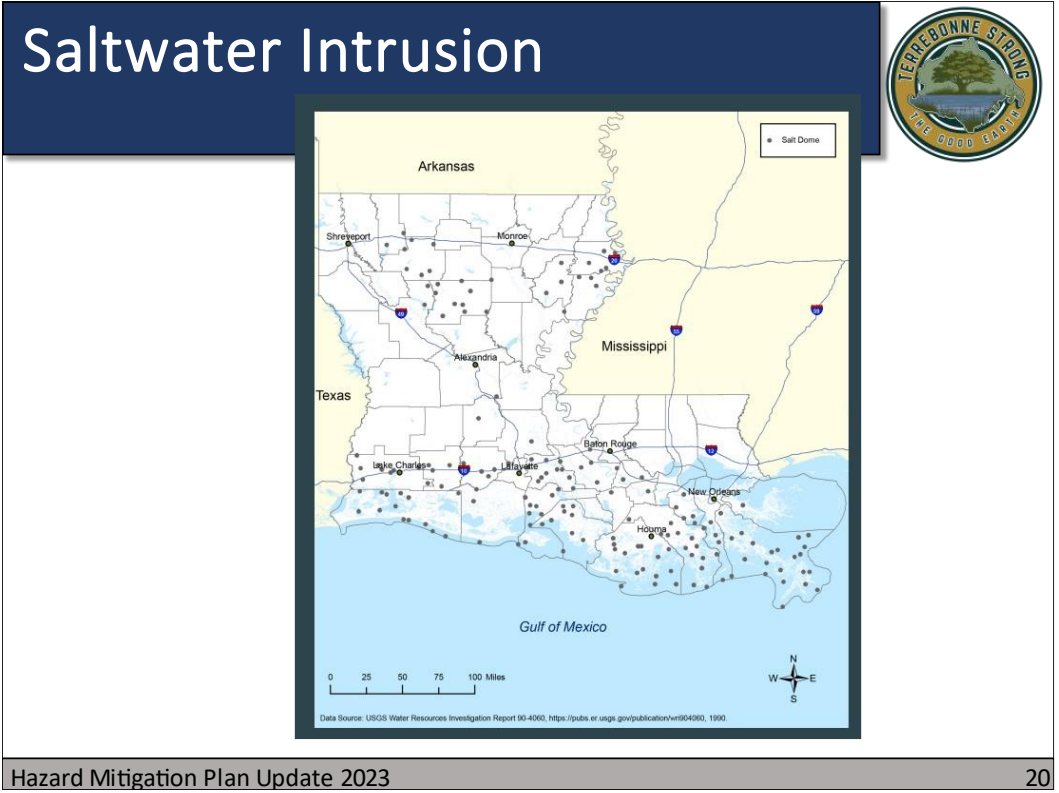 Saltwater Intrusion
TERREBONNE STRONG
THE GOOD EARTH
Salt Dome
Arkansas
Shreveport
Monroe
20
49
55
59
Mississippi
Alexandria
Texas
Baton Rouge
12
Lake Charles
10
Lafayette
New Orleans
Houma
Gulf of Mexico
N
W E
S
0 25 50 75 100 Miles
Data Source: USGS Water Resources Investigation Report 90-4060, https://pubs.er.usgs.gov/publication/wri904060, 1990.
Hazard Mitigation Plan Update 2023
20